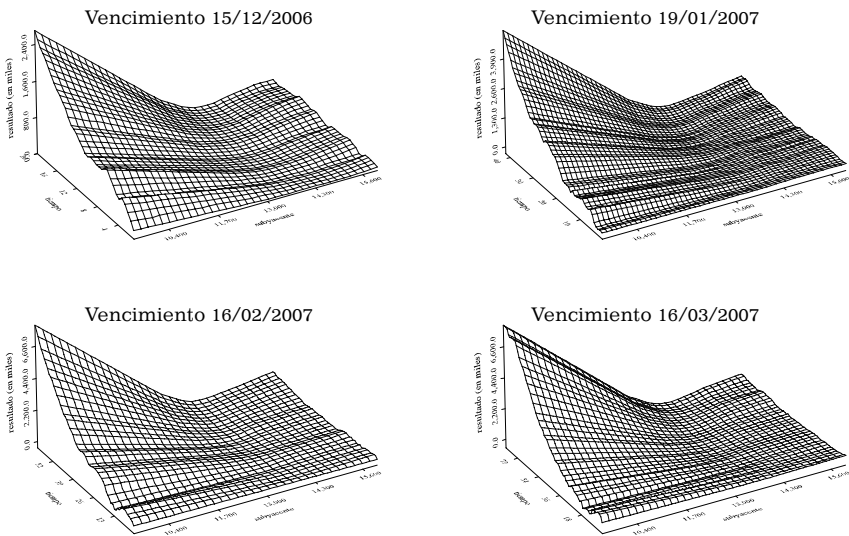 Vencimiento 15/12/2006
resultado (en miles)
2,400.0
1,600.0
800.0
0.0
tiempo
subyacente
10,400
11,700
13,000
14,300
15,600
Vencimiento 19/01/2007
resultado (en miles)
3,900.0
2,600.0
1,300.0
0.0
tiempo
subyacente
10,400
11,700
13,000
14,300
15,600
Vencimiento 16/02/2007
resultado (en miles)
6,600.0
4,400.0
2,200.0
0.0
tiempo
subyacente
10,400
11,700
13,000
14,300
15,600
Vencimiento 16/03/2007
resultado (en miles)
6,600.0
4,400.0
2,200.0
0.0
tiempo
subyacente
10,400
11,700
13,000
14,300
15,600